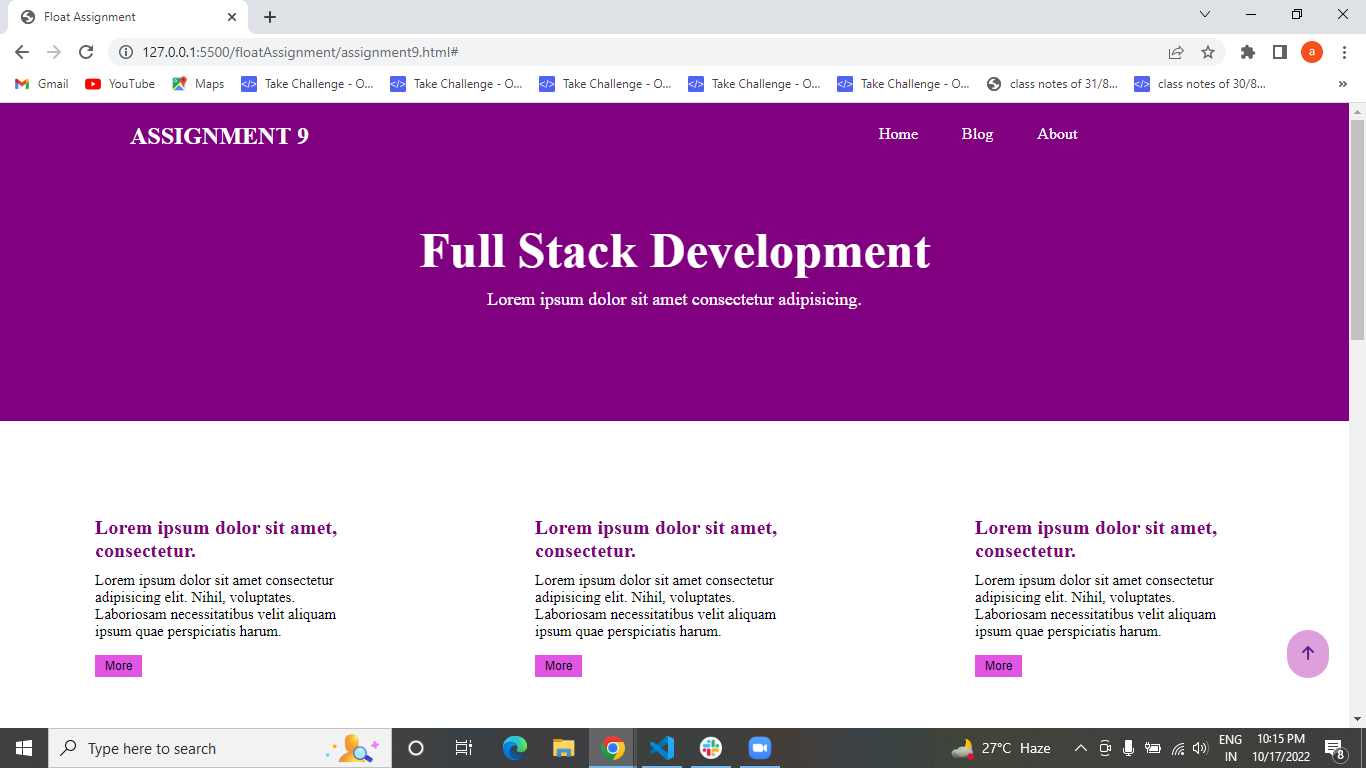 Float Assignment
127.0.0.1:5500/floatAssignment/assignment9.html#
a
Gmail YouTube Maps Take Challenge - O... Take Challenge - O... Take Challenge - O... Take Challenge - O... Take Challenge - O... class notes of 31/8... class notes of 30/8... »
ASSIGNMENT 9 Home Blog About
Full Stack Development
Lorem ipsum dolor sit amet consectetur adipisicing.
Lorem ipsum dolor sit amet,
consectetur.
Lorem ipsum dolor sit amet consectetur
adipisicing elit. Nihil, voluptates.
Laboriosam necessitatibus velit aliquam
ipsum quae perspiciatis harum.
More
Lorem ipsum dolor sit amet,
consectetur.
Lorem ipsum dolor sit amet consectetur
adipisicing elit. Nihil, voluptates.
Laboriosam necessitatibus velit aliquam
ipsum quae perspiciatis harum.
More
Lorem ipsum dolor sit amet,
consectetur.
Lorem ipsum dolor sit amet consectetur
adipisicing elit. Nihil, voluptates.
Laboriosam necessitatibus velit aliquam
ipsum quae perspiciatis harum.
More
Type here to search
27°C Haze
ENG
IN
10:15 PM
10/17/2022
8